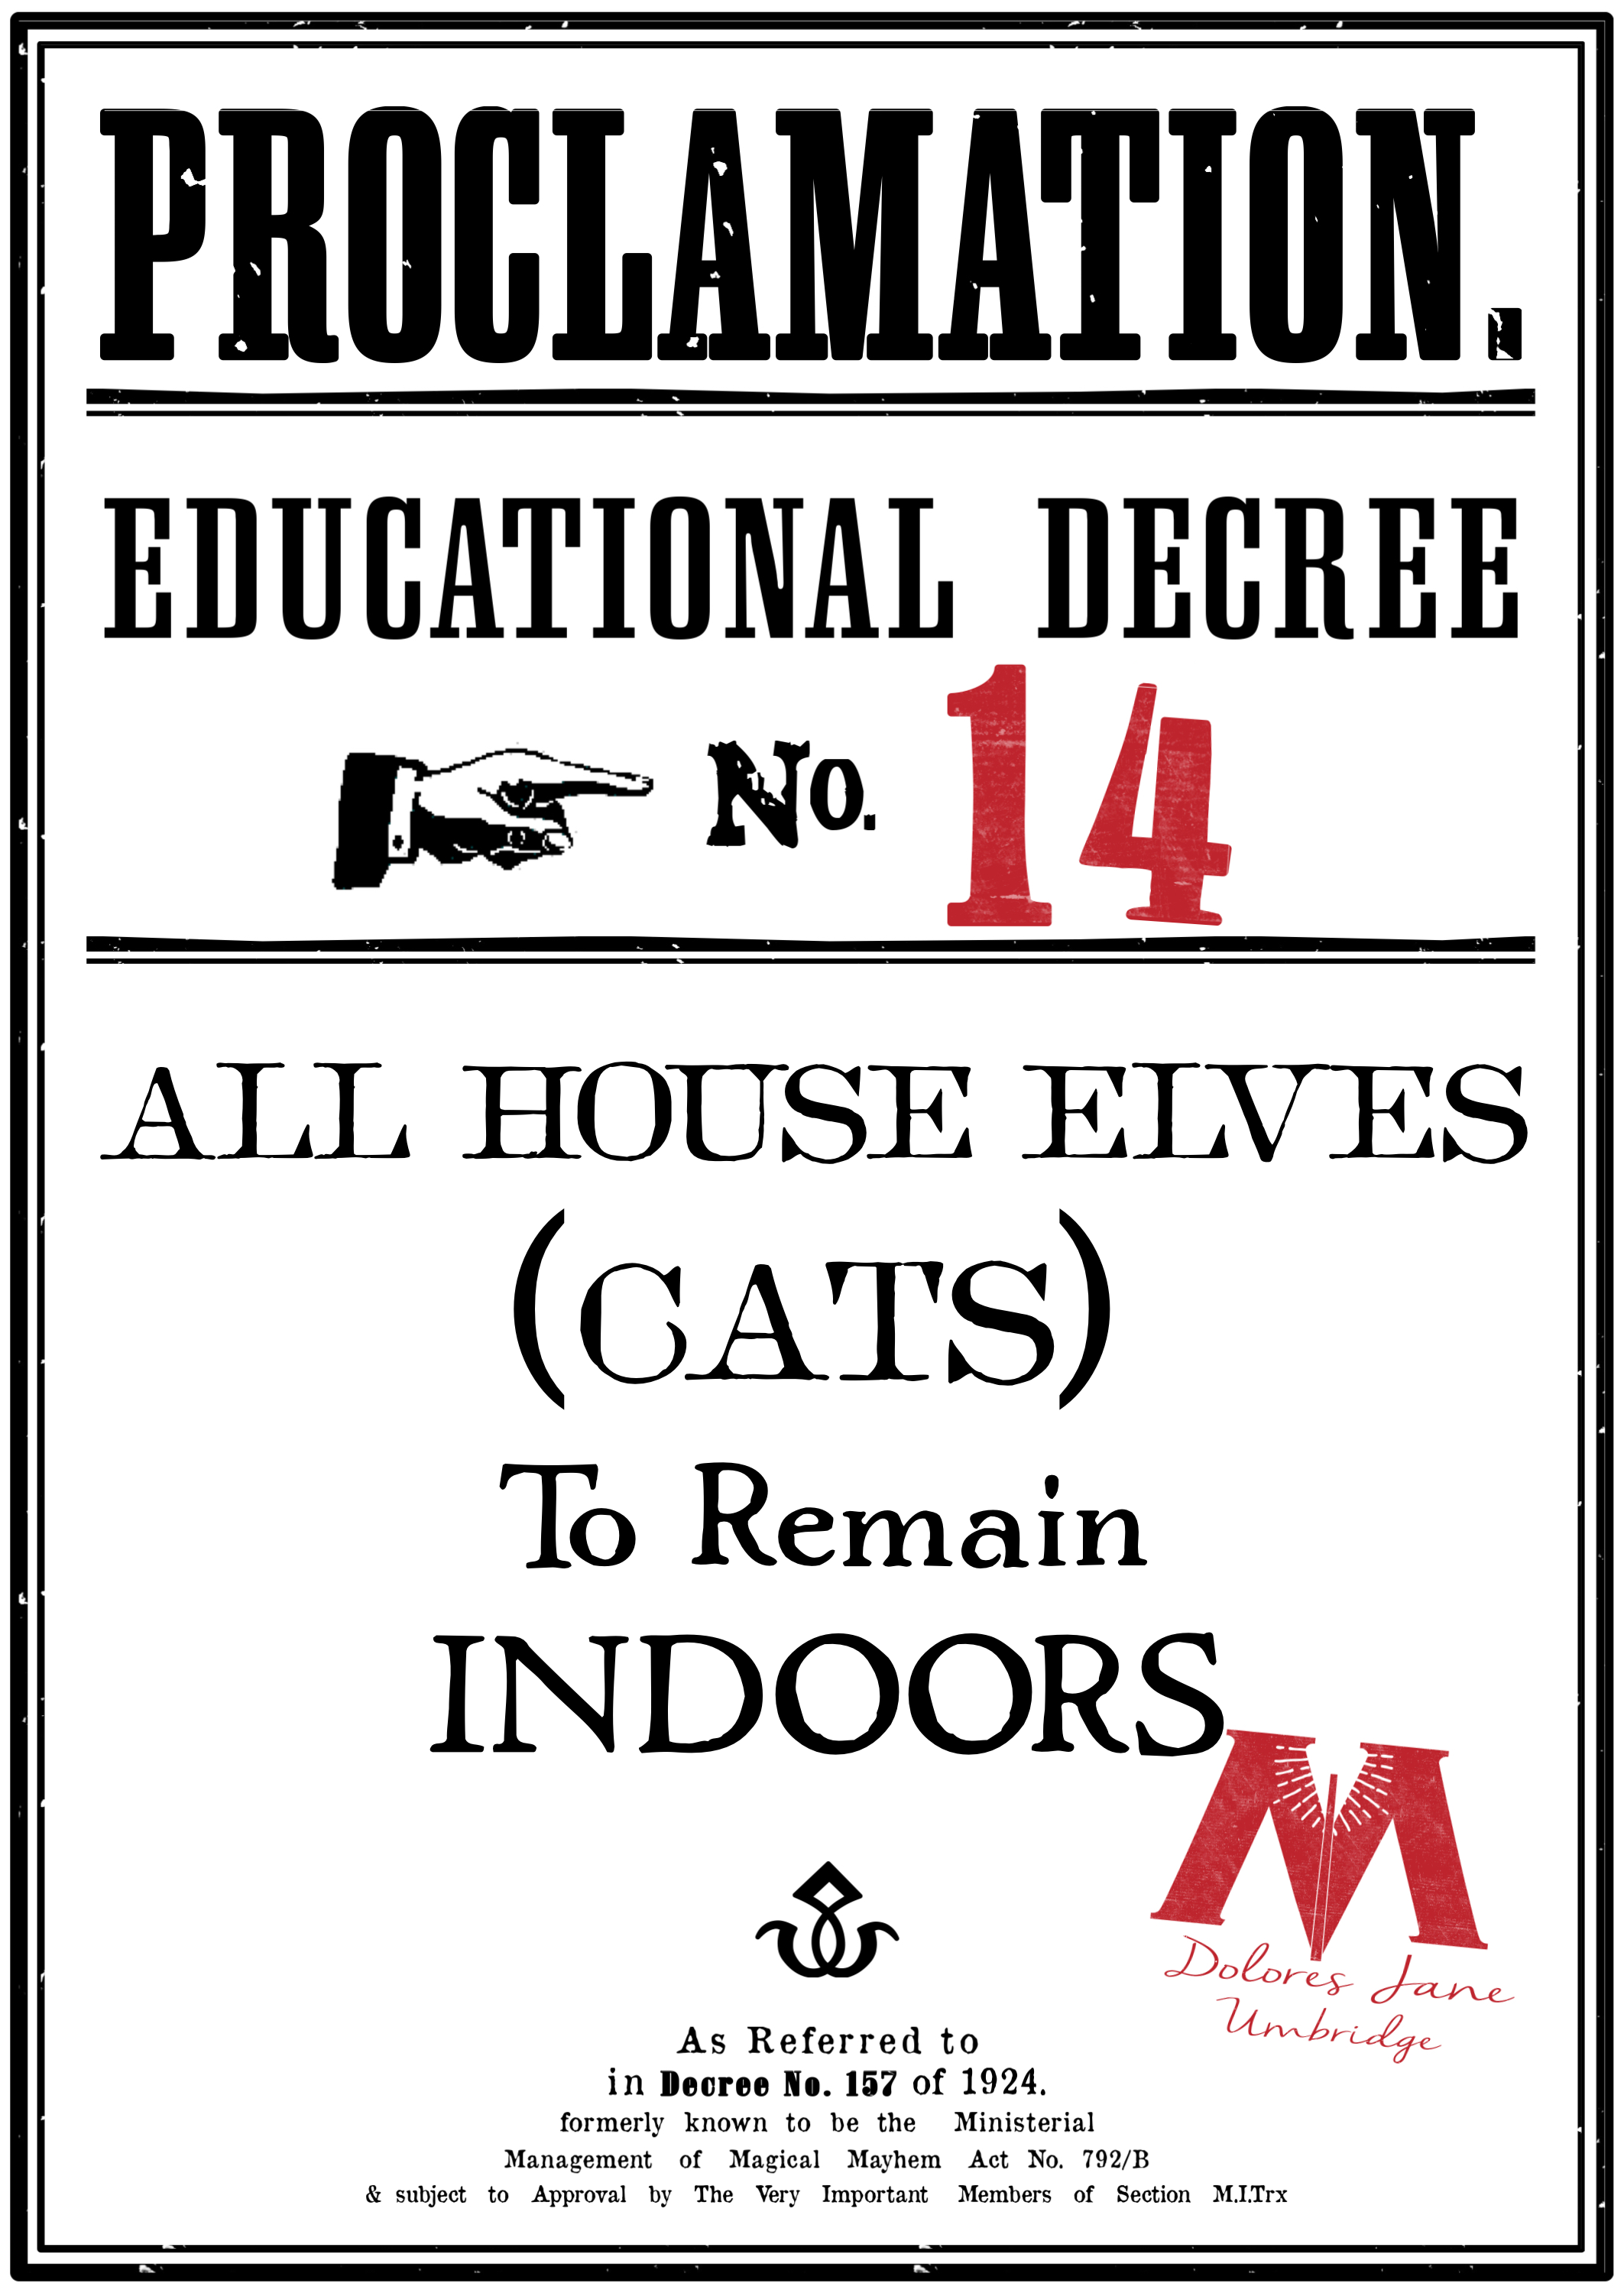 PROCLAMATION.
EDUCATIONAL DECREE
No. 14
ALL HOUSE ELVES
(CATS)
To Remain
INDOORS
M
Dolores Jane
Umbridge
As Referred to
in Decree No. 157 of 1924.
formerly known to be the Ministerial
Management of Magical Mayhem Act No. 792/B
& subject to Approval by The Very Important Members of Section M.I.Trx